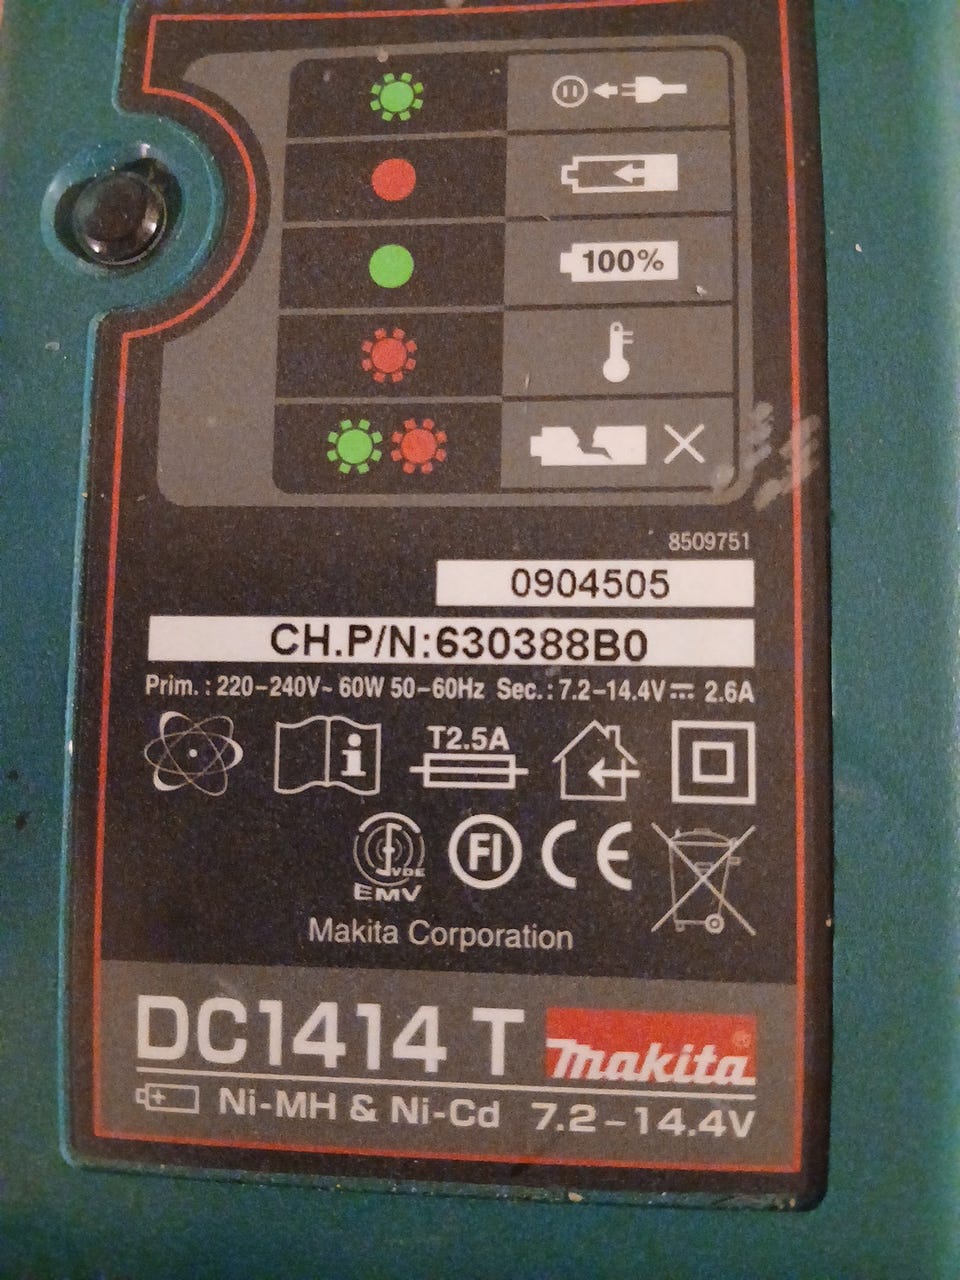 100%
8509751
0904505
CH.P/N:630388B0
Prim. : 220-240V~ 60W 50-60Hz Sec.: 7.2-14.4V⎓ 2.6A
i T2.5A
VDE FI CE
EMV
Makita Corporation
DC1414 T makita®
Ni-MH & Ni-Cd 7.2-14.4V